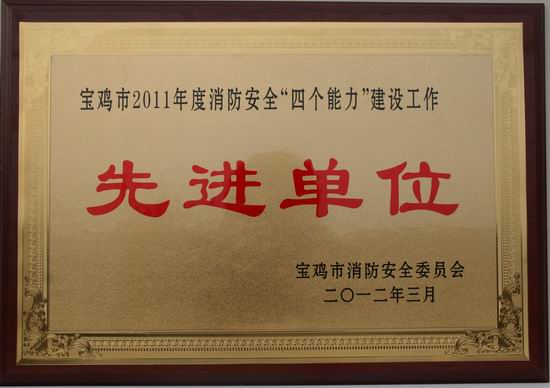 宝鸡市2011年度消防安全“四个能力”建设工作
先进单位
宝鸡市消防安全委员会
二〇一二年三月